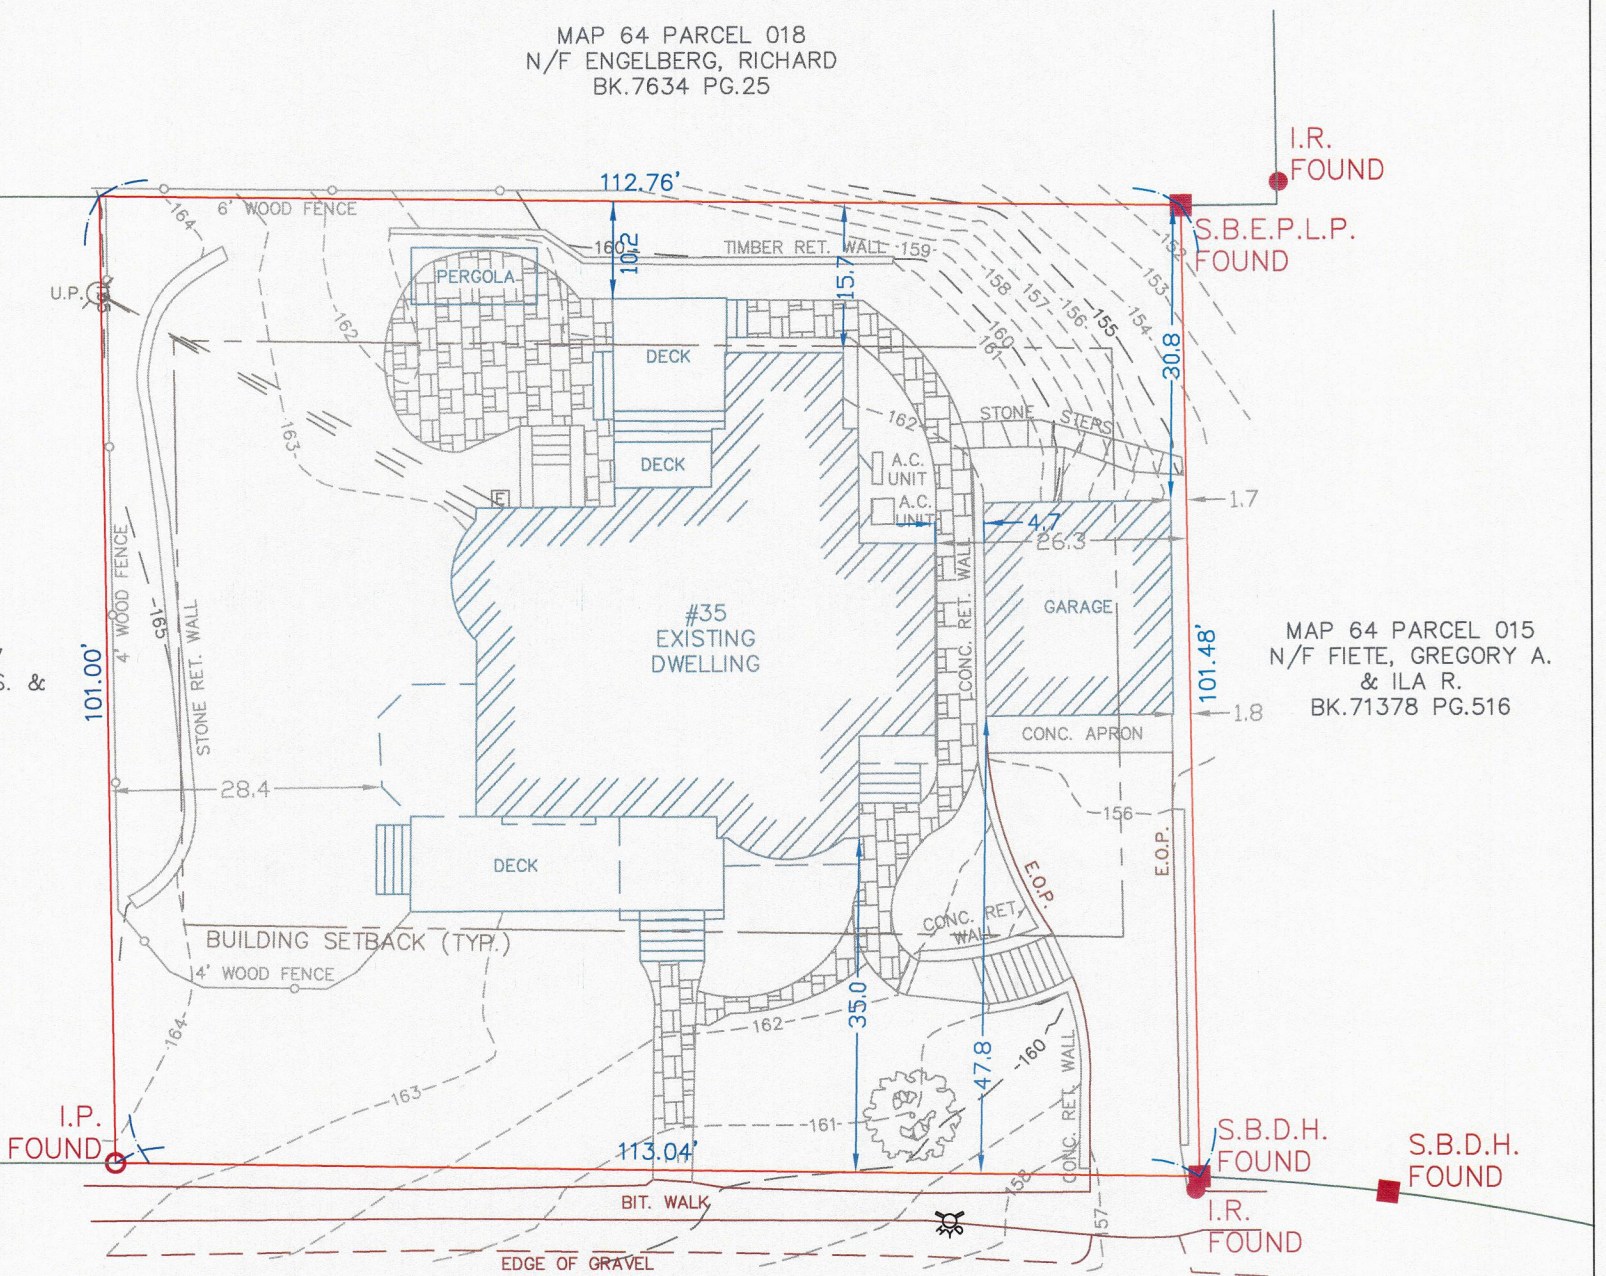 MAP 64 PARCEL 018
N/F ENGELBERG, RICHARD
BK.7634 PG.25
I.R.
FOUND
112.76'
S.B.E.P.L.P.
FOUND
6' WOOD FENCE
164
160
10.2
TIMBER RET. WALL
159
15.7
152
153
154
155
156
157
158
160
161
30.8
PERGOLA
U.P.
162
163
DECK
DECK
162
STONE STEPS
A.C.
UNIT
A.C.
UNIT
E
1.7
4.7
26.3
4' WOOD FENCE
165
STONE RET. WALL
#35
EXISTING
DWELLING
CONC. RET. WALL
GARAGE
101.00'
S. &
101.48'
MAP 64 PARCEL 015
N/F FIETE, GREGORY A.
& ILA R.
BK.71378 PG.516
1.8
CONC. APRON
28.4
156
E.O.P.
E.O.P.
DECK
CONC. RET.
WALL
BUILDING SETBACK (TYP.)
4' WOOD FENCE
164
35.0
162
47.8
160
CONC. RET. WALL
163
161
I.P.
FOUND
113.04'
S.B.D.H.
FOUND
S.B.D.H.
FOUND
158
157
I.R.
FOUND
BIT. WALK
EDGE OF GRAVEL